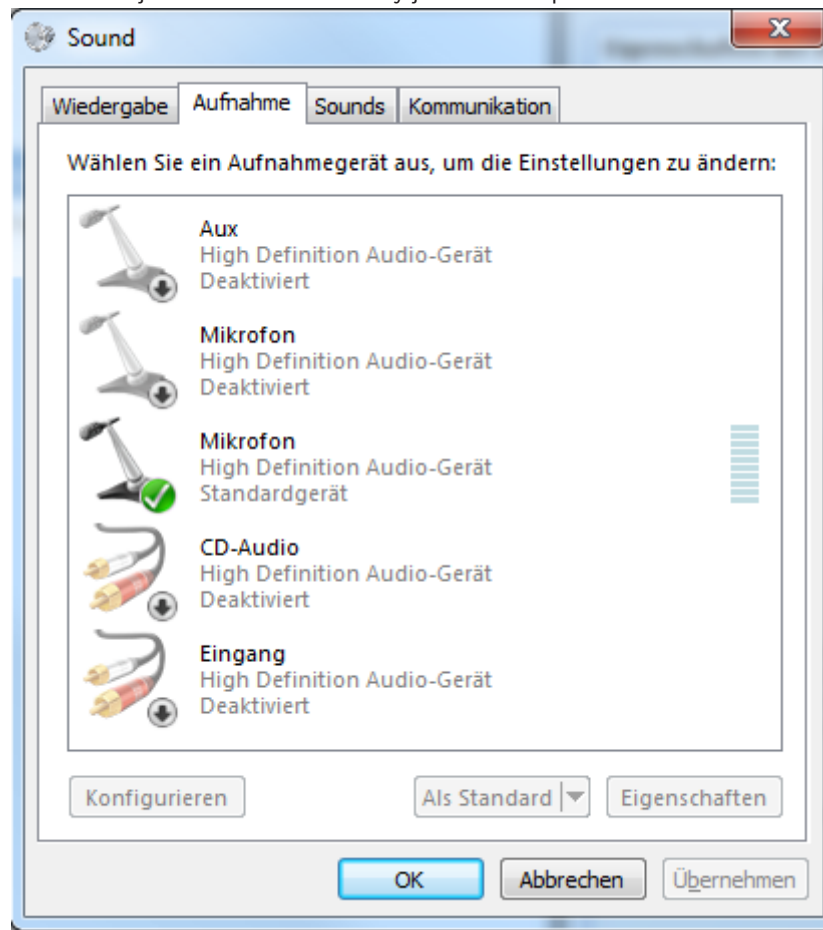 Sound
Wiedergabe Aufnahme Sounds Kommunikation
Wählen Sie ein Aufnahmegerät aus, um die Einstellungen zu ändern:
Aux
High Definition Audio-Gerät
Deaktiviert
Mikrofon
High Definition Audio-Gerät
Deaktiviert
Mikrofon
High Definition Audio-Gerät
Standardgerät
CD-Audio
High Definition Audio-Gerät
Deaktiviert
Eingang
High Definition Audio-Gerät
Deaktiviert
Konfigurieren Als Standard Eigenschaften
OK Abbrechen Übernehmen